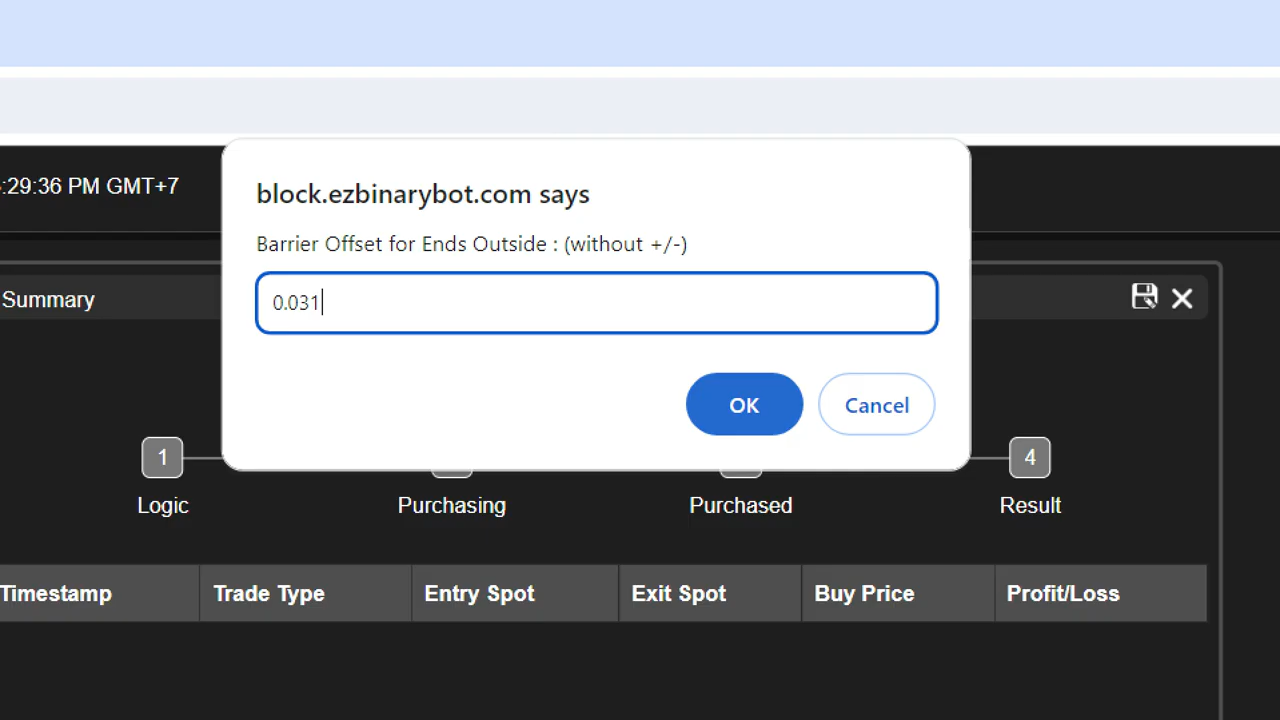 :29:36 PM GMT+7
block.ezbinarybot.com says
Barrier Offset for Ends Outside : (without +/-)
0.031
OK Cancel
Summary
1 4
Logic Purchasing Purchased Result
Timestamp Trade Type Entry Spot Exit Spot Buy Price Profit/Loss